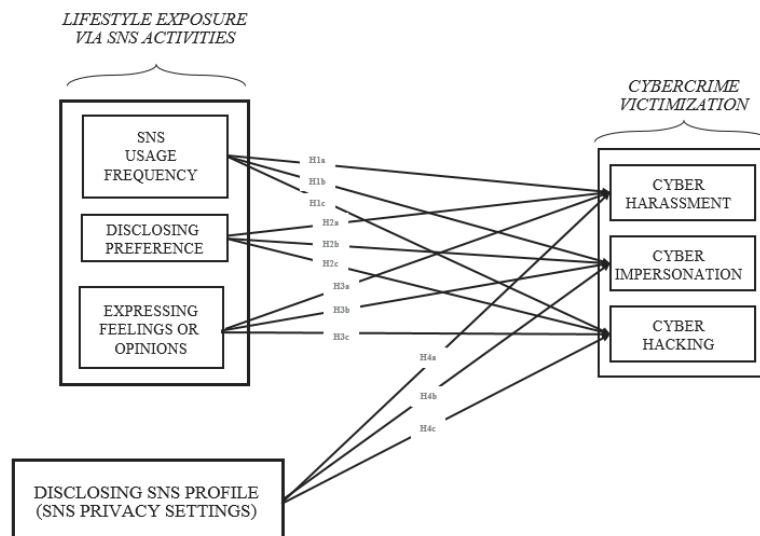 LIFESTYLE EXPOSURE
VIA SNS ACTIVITIES
SNS
USAGE
FREQUENCY
DISCLOSING
PREFERENCE
EXPRESSING
FEELINGS OR
OPINIONS
H1a
H1b
H1c
H2a
H2b
H2c
H3a
H3b
H3c
H4a
H4b
H4c
CYBERCRIME
VICTIMIZATION
CYBER
HARASSMENT
CYBER
IMPERSONATION
CYBER
HACKING
DISCLOSING SNS PROFILE
(SNS PRIVACY SETTINGS)